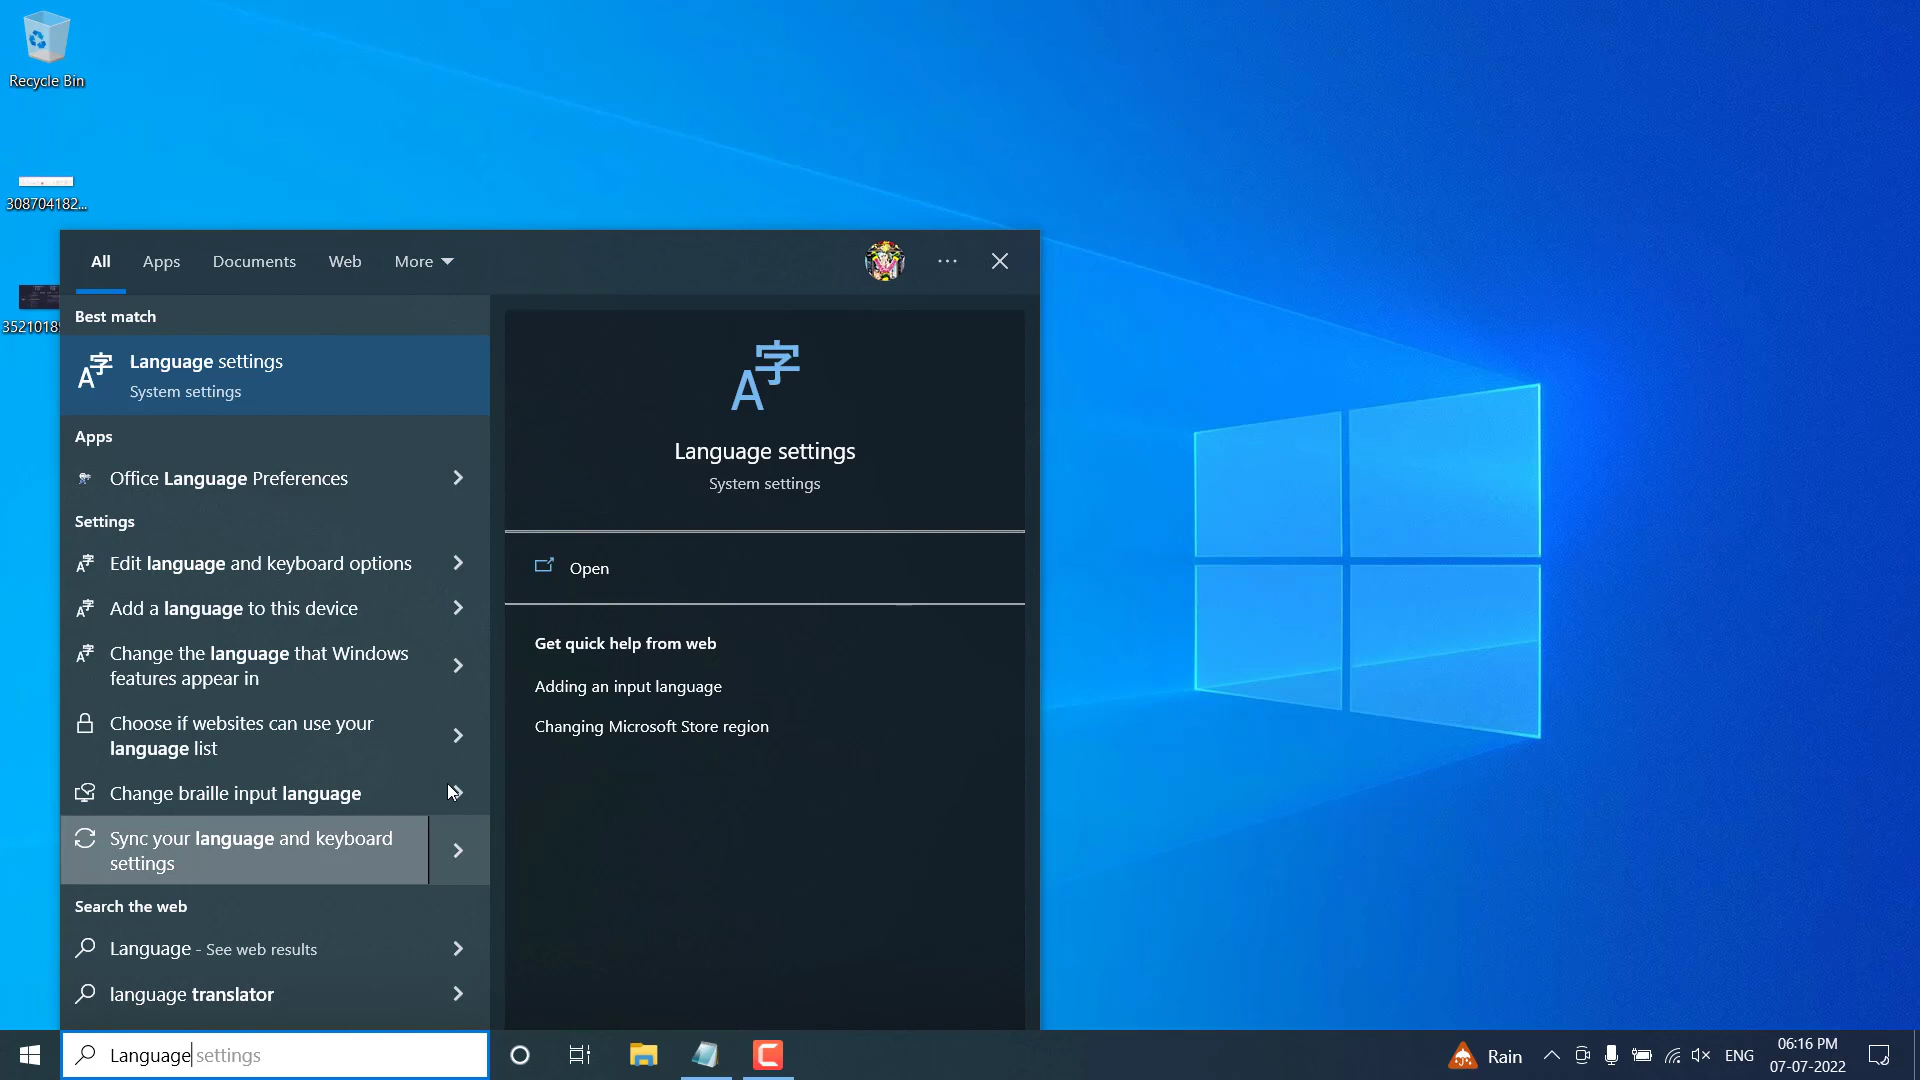 Recycle Bin
308704182...
3521018
All
Apps
Documents
Web
More
Best match
Language settings
System settings
Apps
Office Language Preferences
Settings
Edit language and keyboard options
Add a language to this device
Change the language that Windows
features appear in
Choose if websites can use your
language list
Change braille input language
Sync your language and keyboard
settings
Search the web
Language - See web results
language translator
Language settings
System settings
Open
Get quick help from web
Adding an input language
Changing Microsoft Store region
Language settings
Rain
ENG
06:16 PM
07-07-2022